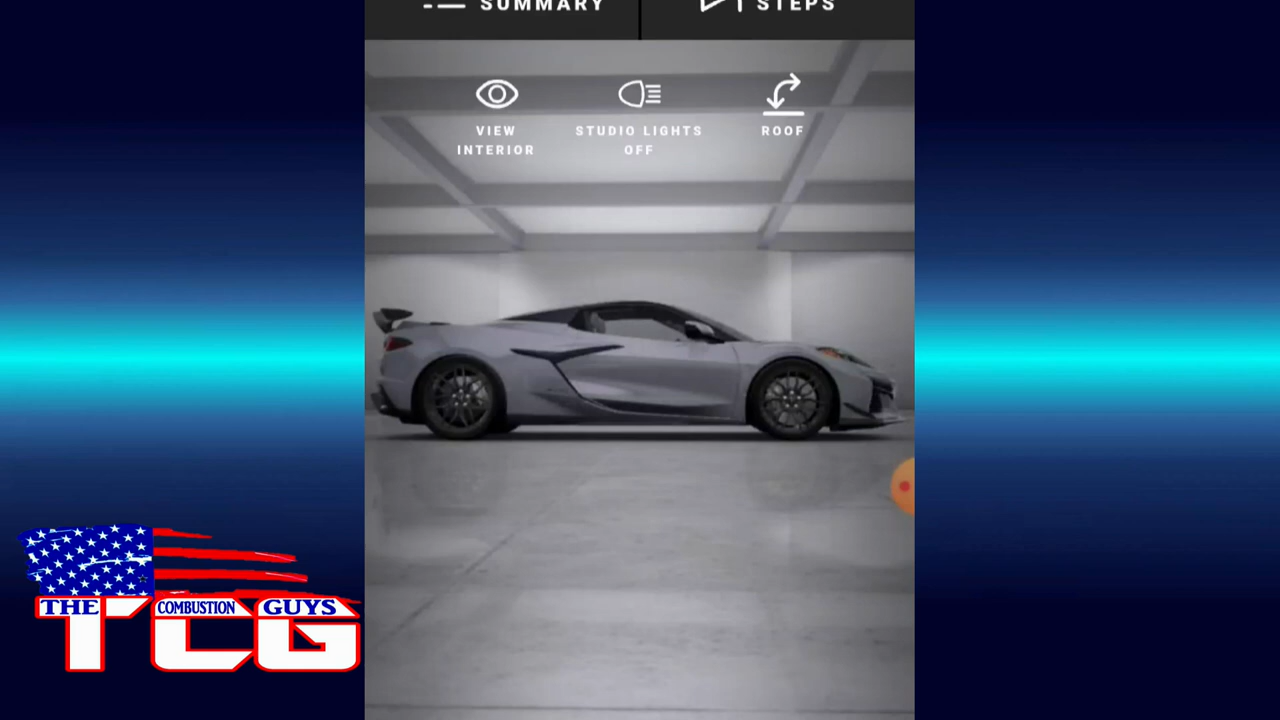 SUMMARY
STEPS
VIEW
INTERIOR
STUDIO LIGHTS
OFF
ROOF
THE COMBUSTION GUYS
TCG